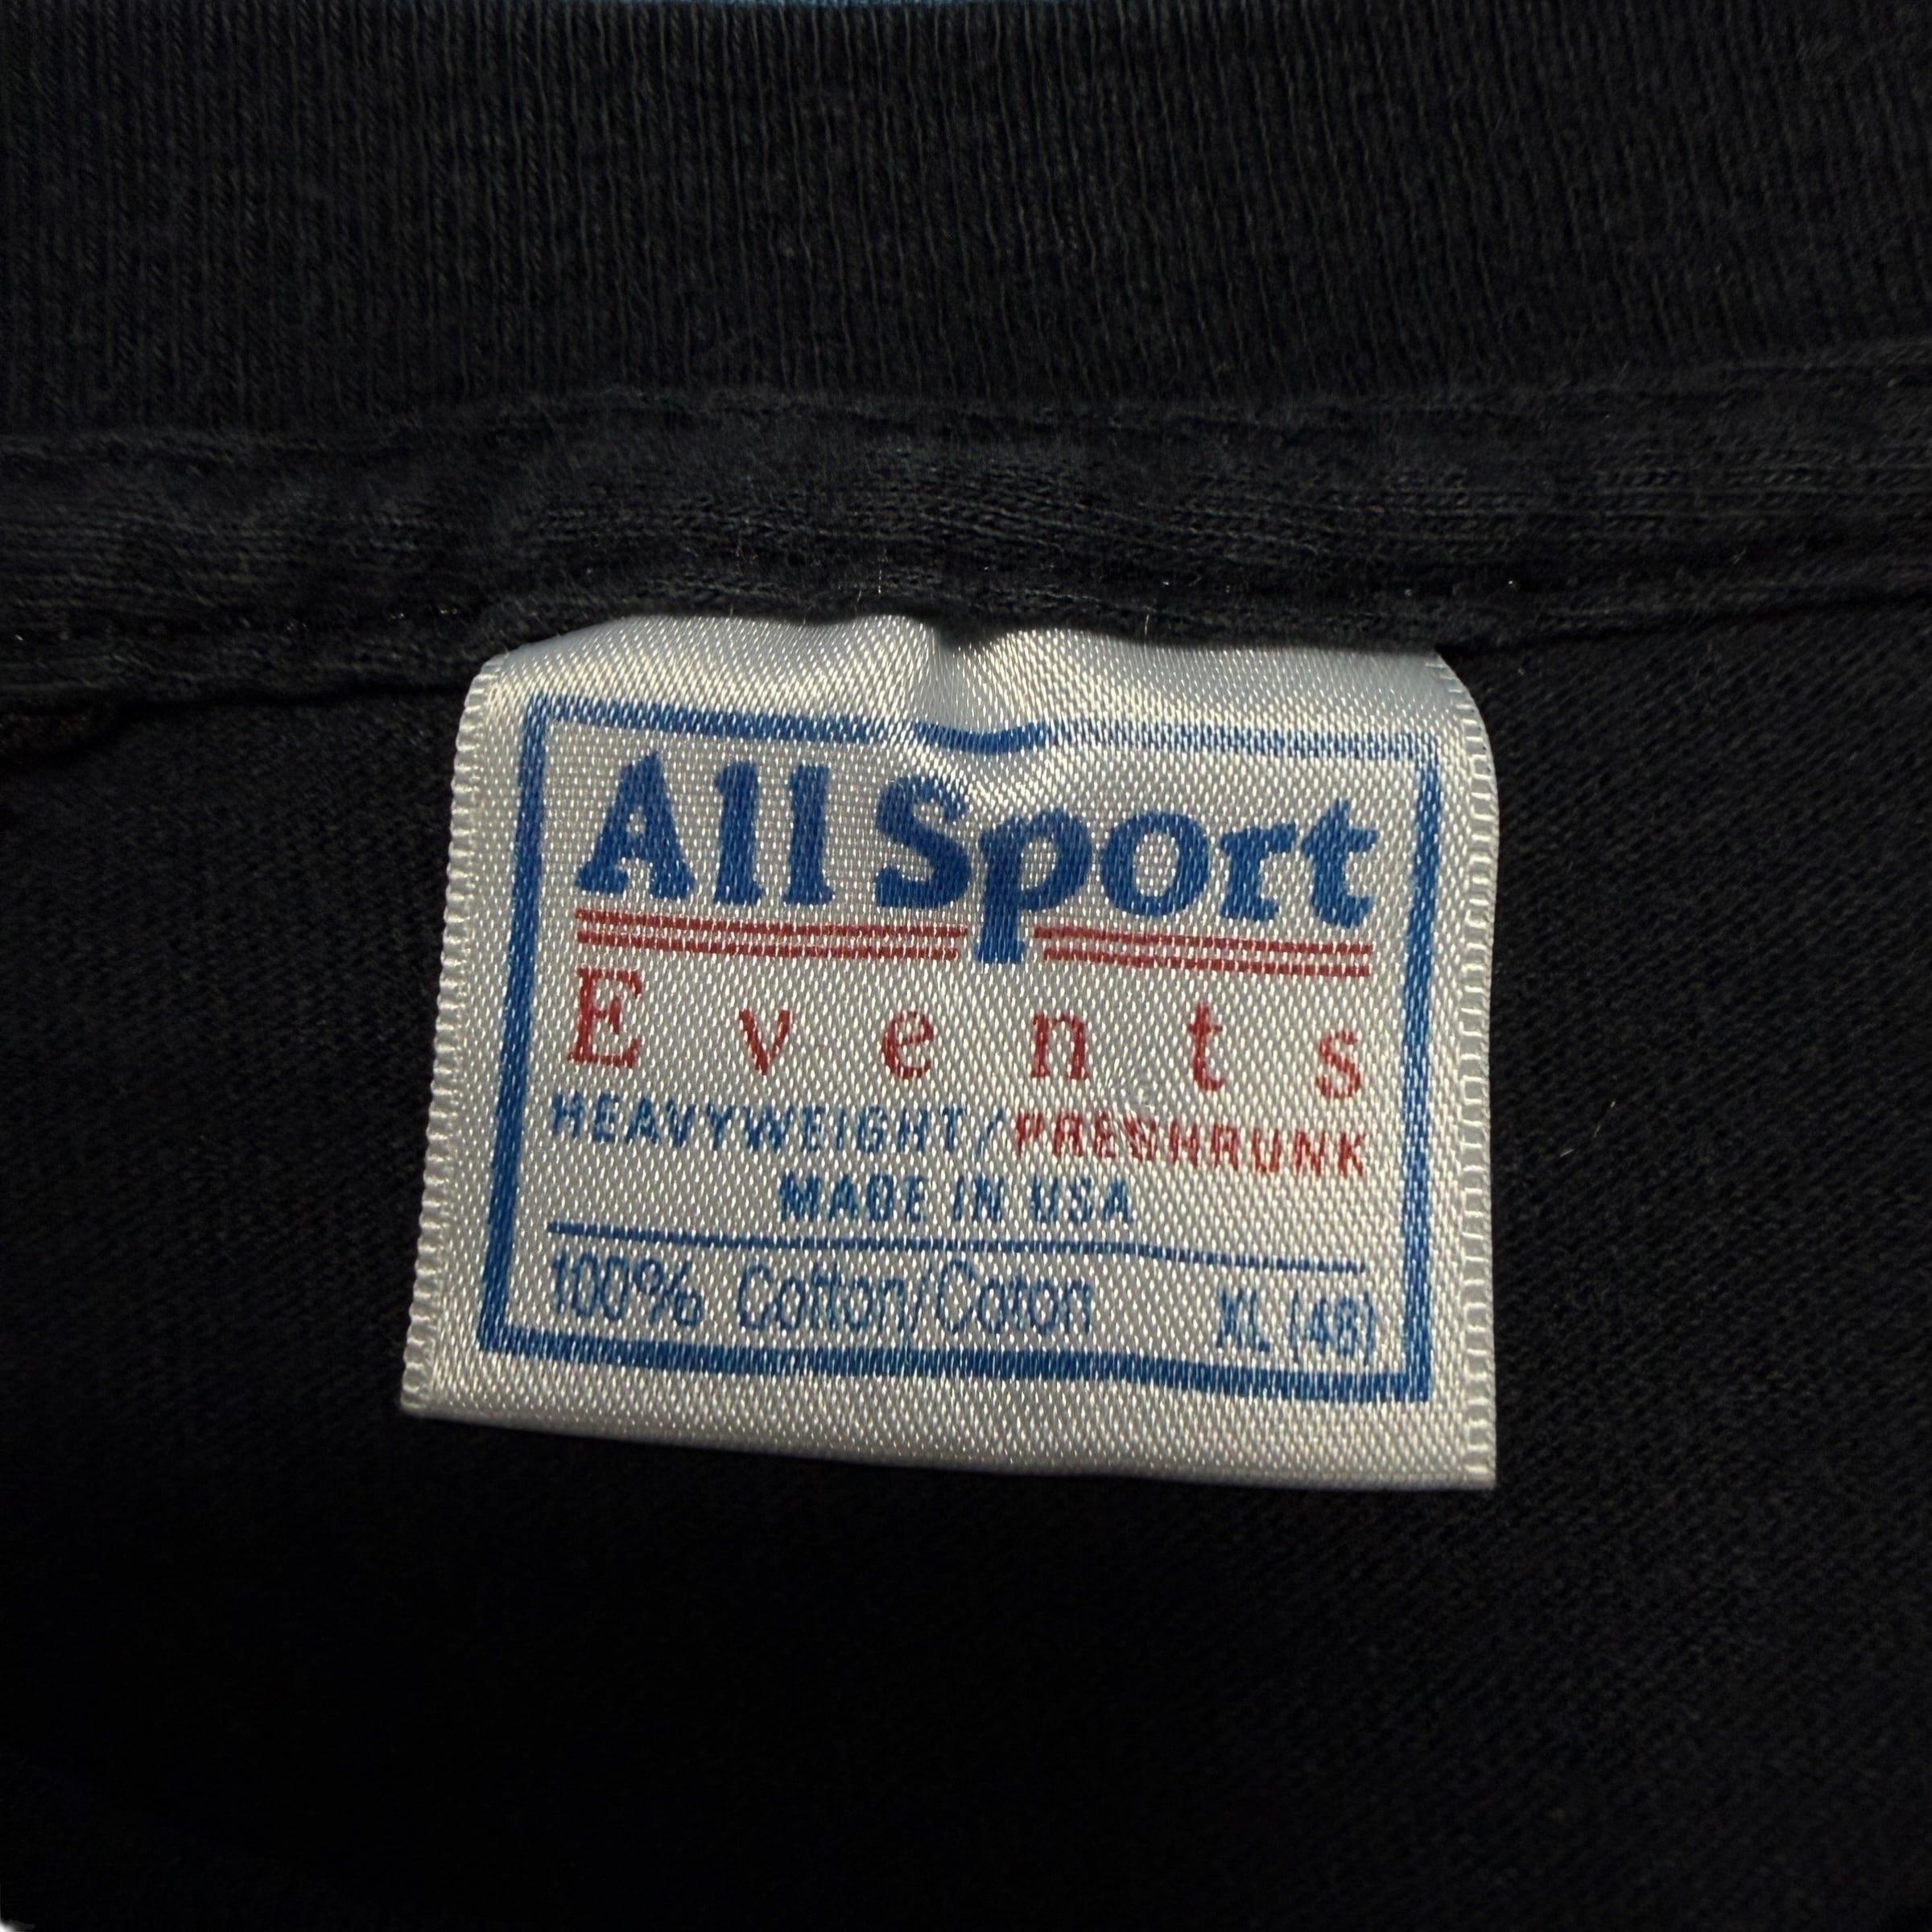 All Sport
Events
HEAVYWEIGHT/PRESHRUNK
MADE IN USA
100% Cotton/Coton XL (46)